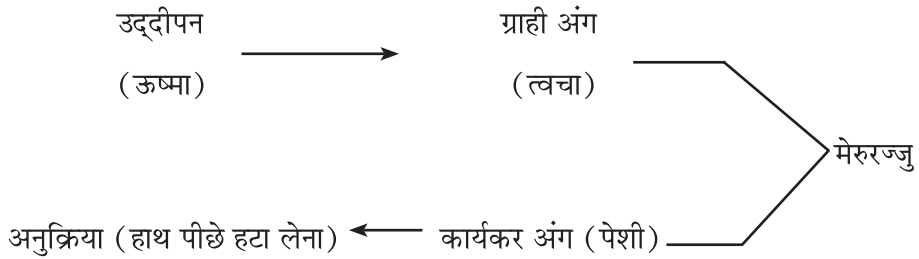 उद्दीपन
(ऊष्मा)
ग्राही अंग
(त्वचा)
मेरुरज्जु
कार्यकर अंग (पेशी)
अनुक्रिया (हाथ पीछे हटा लेना)